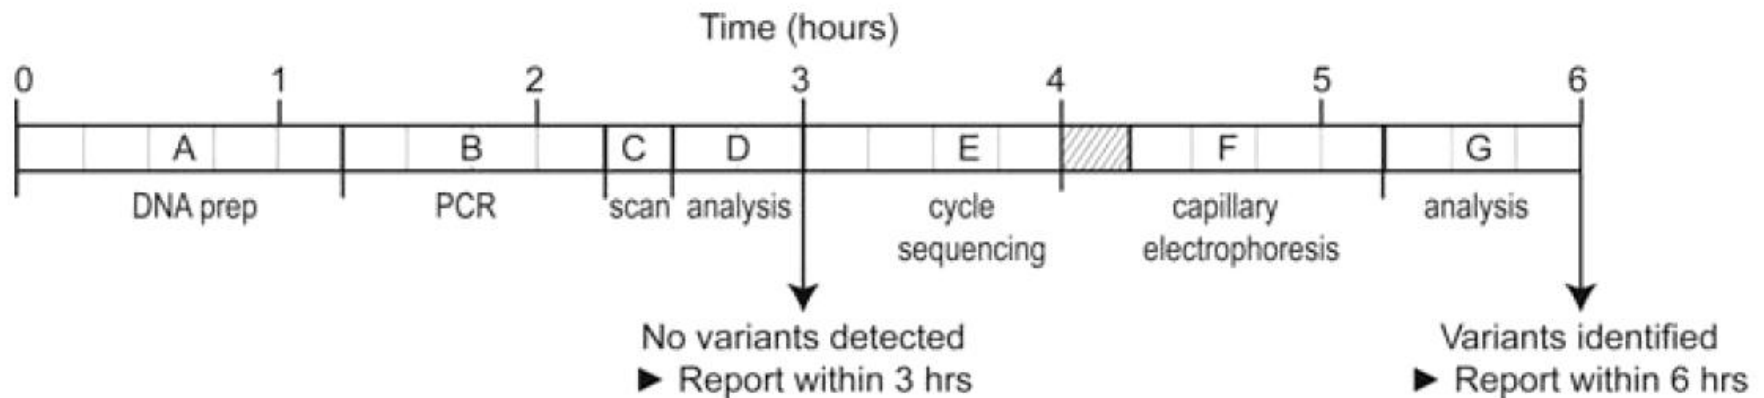 Time (hours)
0 1 2 3 4 5 6
A B C D E F G
DNA prep PCR scan analysis cycle sequencing capillary electrophoresis analysis
No variants detected
► Report within 3 hrs
Variants identified
► Report within 6 hrs